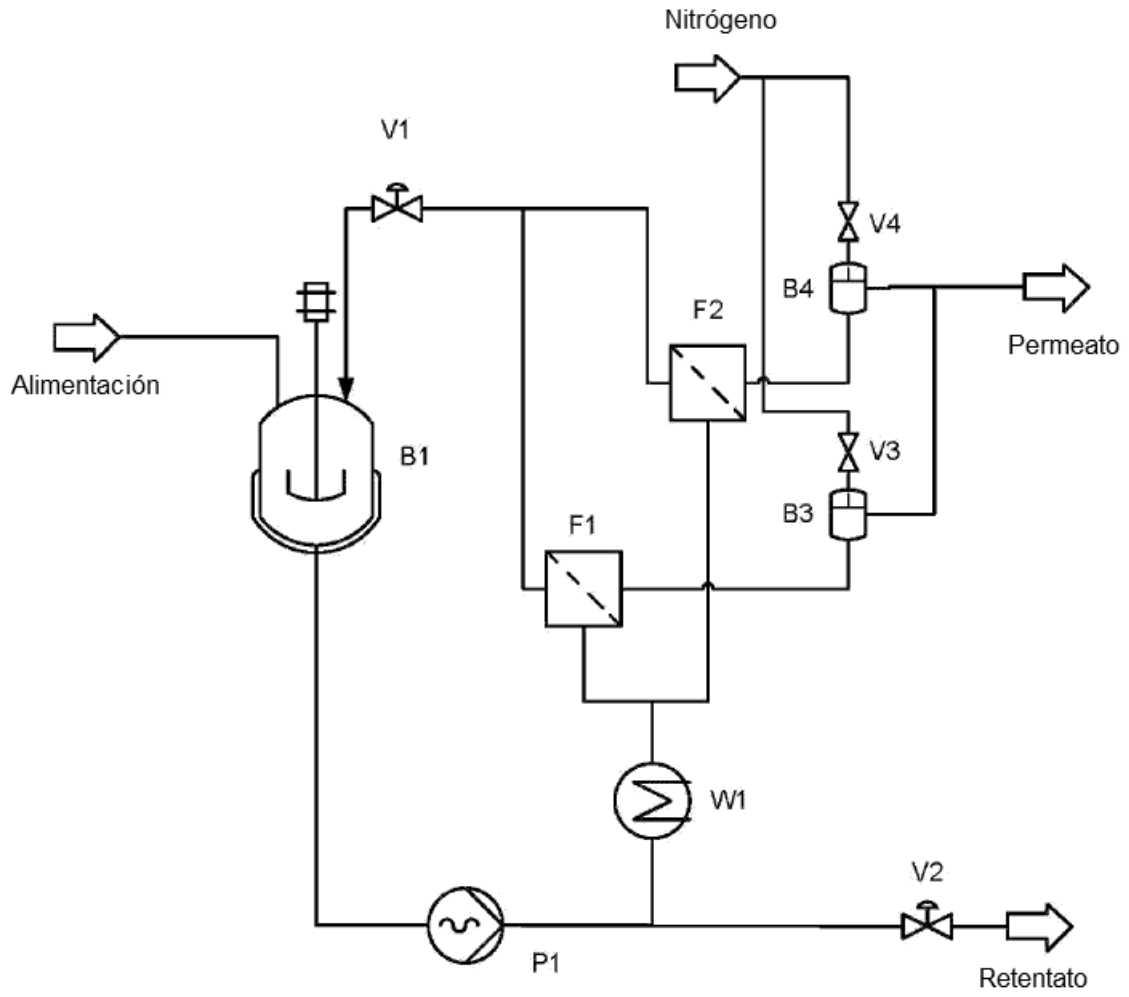 Nitrógeno
V1
V4
B4
F2
Permeato
Alimentación
B1
V3
B3
F1
W1
V2
P1
Retentato